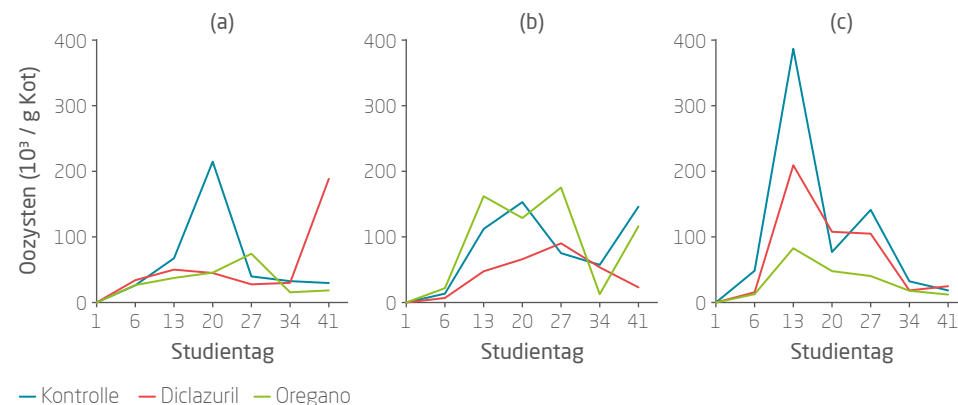 (a) (b) (c)
Oozysten (10³ / g Kot)
400 400 400
300 300 300
200 200 200
100 100 100
0 0 0
1 6 13 20 27 34 41 1 6 13 20 27 34 41 1 6 13 20 27 34 41
Studientag Studientag Studientag
Kontrolle Diclazuril Oregano